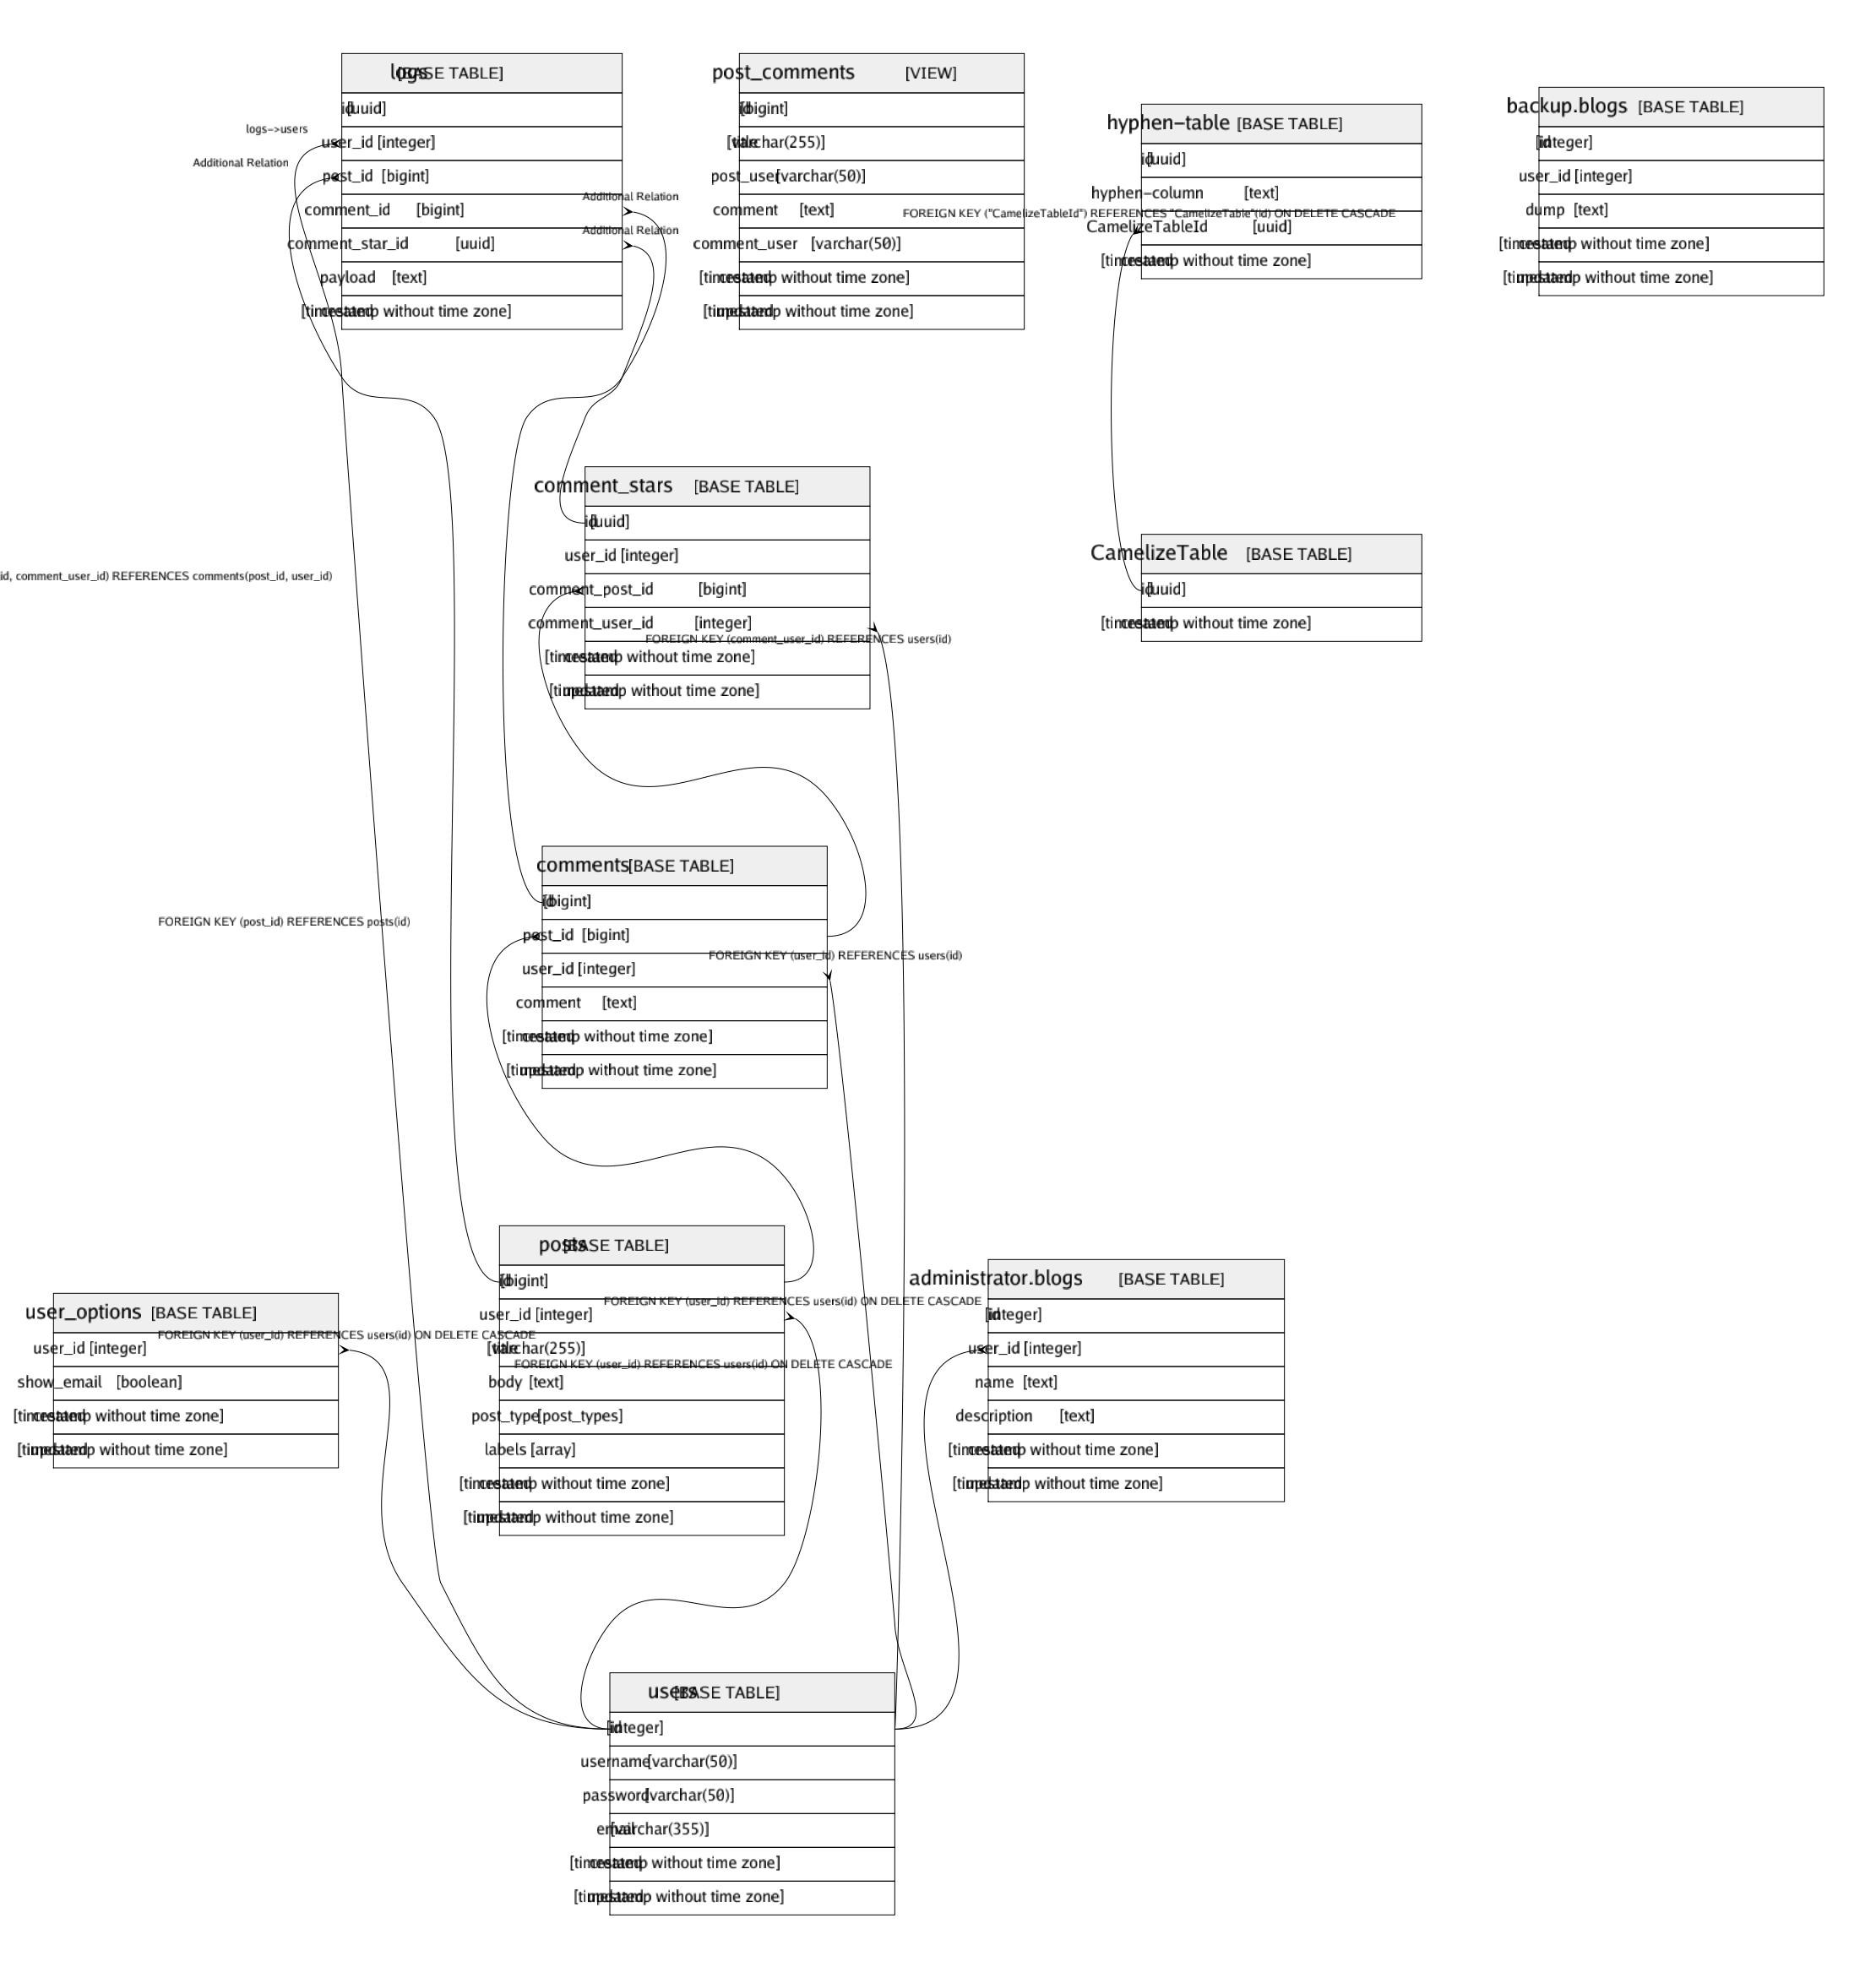 logs [BASE TABLE]
id [uuid]
logs->users
user_id [integer]
Additional Relation
post_id [bigint]
Additional Relation
comment_id [bigint]
Additional Relation
comment_star_id [uuid]
payload [text]
created [timestamp without time zone]
post_comments [VIEW]
id [bigint]
title [varchar(255)]
post_user [varchar(50)]
comment [text]
comment_user [varchar(50)]
created [timestamp without time zone]
updated [timestamp without time zone]
hyphen-table [BASE TABLE]
id [uuid]
hyphen-column [text]
FOREIGN KEY ("CamelizeTableId") REFERENCES "CamelizeTable"(id) ON DELETE CASCADE
CamelizeTableId [uuid]
created [timestamp without time zone]
backup.blogs [BASE TABLE]
id [integer]
user_id [integer]
dump [text]
created [timestamp without time zone]
updated [timestamp without time zone]
comment_stars [BASE TABLE]
id [uuid]
user_id [integer]
id, comment_user_id) REFERENCES comments(post_id, user_id)
comment_post_id [bigint]
comment_user_id [integer]
FOREIGN KEY (comment_user_id) REFERENCES users(id)
created [timestamp without time zone]
updated [timestamp without time zone]
CamelizeTable [BASE TABLE]
id [uuid]
created [timestamp without time zone]
comments [BASE TABLE]
id [bigint]
FOREIGN KEY (post_id) REFERENCES posts(id)
post_id [bigint]
FOREIGN KEY (user_id) REFERENCES users(id)
user_id [integer]
comment [text]
created [timestamp without time zone]
updated [timestamp without time zone]
posts [BASE TABLE]
id [bigint]
FOREIGN KEY (user_id) REFERENCES users(id) ON DELETE CASCADE
user_id [integer]
title [varchar(255)]
FOREIGN KEY (user_id) REFERENCES users(id) ON DELETE CASCADE
body [text]
post_type [post_types]
labels [array]
created [timestamp without time zone]
updated [timestamp without time zone]
administrator.blogs [BASE TABLE]
id [integer]
user_id [integer]
name [text]
description [text]
created [timestamp without time zone]
updated [timestamp without time zone]
user_options [BASE TABLE]
FOREIGN KEY (user_id) REFERENCES users(id) ON DELETE CASCADE
user_id [integer]
show_email [boolean]
created [timestamp without time zone]
updated [timestamp without time zone]
users [BASE TABLE]
id [integer]
username [varchar(50)]
password [varchar(50)]
email [varchar(355)]
created [timestamp without time zone]
updated [timestamp without time zone]